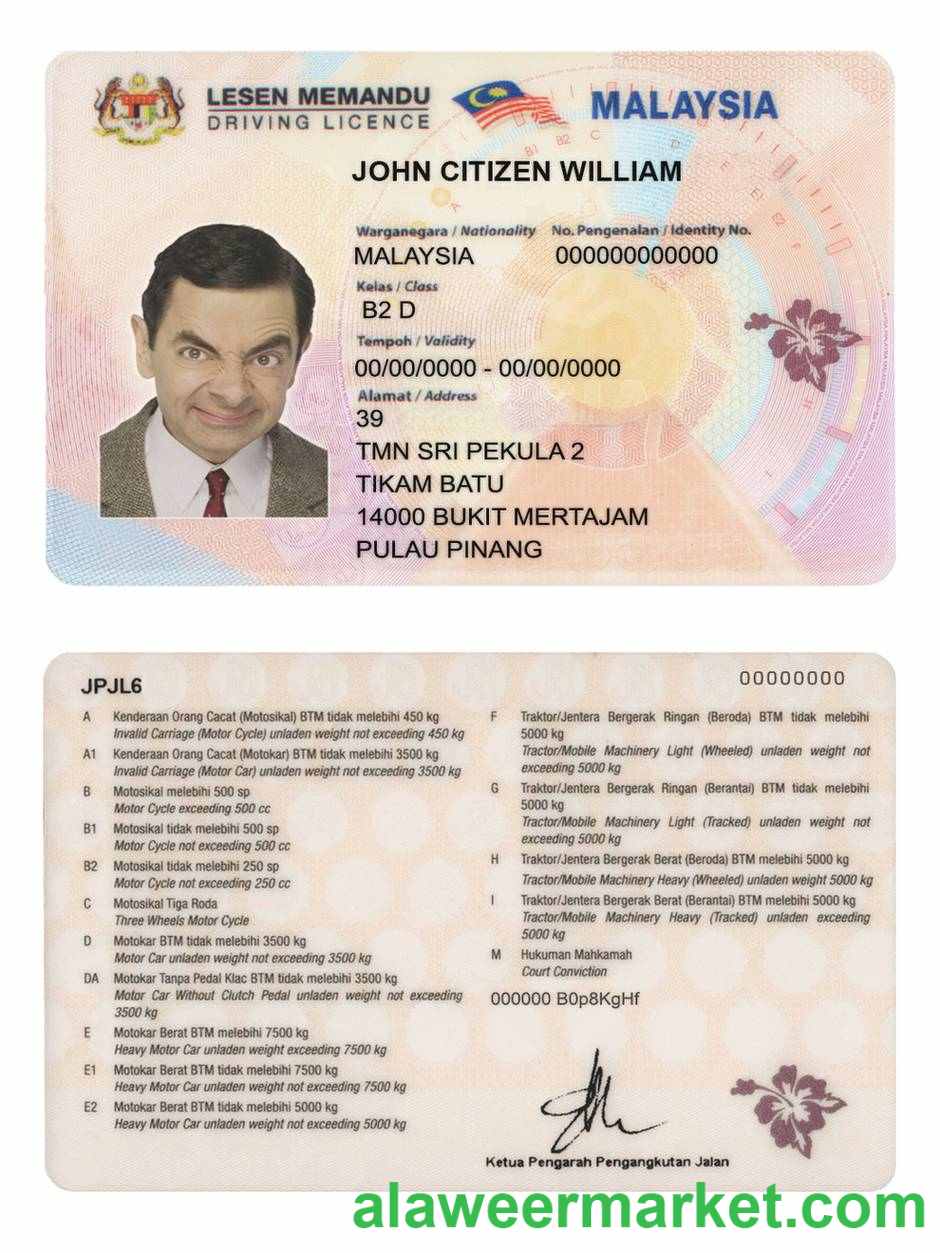 LESEN MEMANDU
DRIVING LICENCE
MALAYSIA
B1 B2 C D E E1 E2 F
A
H
I
JOHN CITIZEN WILLIAM
Warganegara / Nationality No. Pengenalan / Identity No.
MALAYSIA 000000000000
Kelas / Class
B2 D
Tempoh / Validity
00/00/0000 - 00/00/0000
Alamat / Address
39
TMN SRI PEKULA 2
TIKAM BATU
14000 BUKIT MERTAJAM
PULAU PINANG
JPJL6
00000000
A Kenderaan Orang Cacat (Motosikal) BTM tidak melebihi 450 kg
Invalid Carriage (Motor Cycle) unladen weight not exceeding 450 kg
A1 Kenderaan Orang Cacat (Motokar) BTM tidak melebihi 3500 kg
Invalid Carriage (Motor Car) unladen weight not exceeding 3500 kg
B Motosikal melebihi 500 sp
Motor Cycle exceeding 500 cc
B1 Motosikal tidak melebihi 500 sp
Motor Cycle not exceeding 500 cc
B2 Motosikal tidak melebihi 250 sp
Motor Cycle not exceeding 250 cc
C Motosikal Tiga Roda
Three Wheels Motor Cycle
D Motokar BTM tidak melebihi 3500 kg
Motor Car unladen weight not exceeding 3500 kg
DA Motokar Tanpa Pedal Klac BTM tidak melebihi 3500 kg
Motor Car Without Clutch Pedal unladen weight not exceeding
3500 kg
E Motokar Berat BTM melebihi 7500 kg
Heavy Motor Car unladen weight exceeding 7500 kg
E1 Motokar Berat BTM tidak melebihi 7500 kg
Heavy Motor Car unladen weight not exceeding 7500 kg
E2 Motokar Berat BTM tidak melebihi 5000 kg
Heavy Motor Car unladen weight not exceeding 5000 kg
F Traktor/Jentera Bergerak Ringan (Beroda) BTM tidak melebihi
5000 kg
Tractor/Mobile Machinery Light (Wheeled) unladen weight not
exceeding 5000 kg
G Traktor/Jentera Bergerak Ringan (Berantai) BTM tidak melebihi
5000 kg
Tractor/Mobile Machinery Light (Tracked) unladen weight not
exceeding 5000 kg
H Traktor/Jentera Bergerak Berat (Beroda) BTM melebihi 5000 kg
Tractor/Mobile Machinery Heavy (Wheeled) unladen weight 5000 kg
I Traktor/Jentera Bergerak Berat (Berantai) BTM melebihi 5000 kg
Tractor/Mobile Machinery Heavy (Tracked) unladen exceeding
5000 kg
M Hukuman Mahkamah
Court Conviction
000000 B0p8KgHf
Ketua Pengarah Pengangkutan Jalan
alaweermarket.com